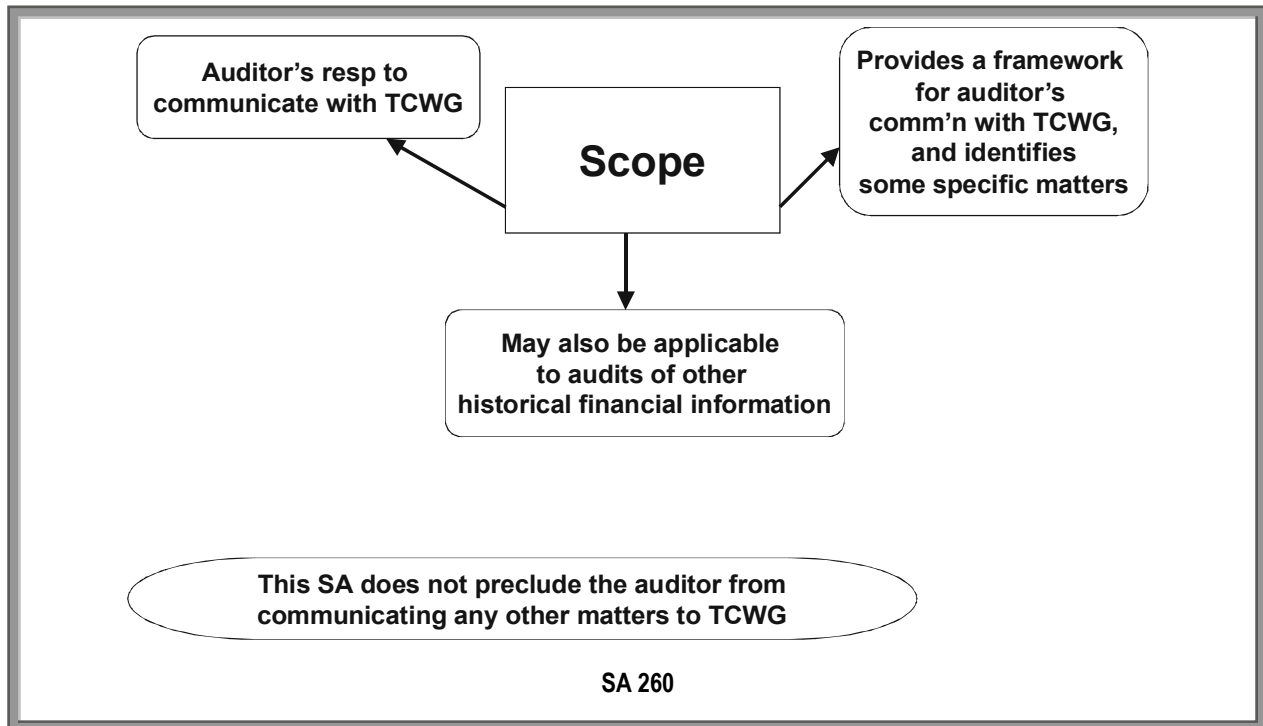 Auditor’s resp to
communicate with TCWG
Scope
Provides a framework
for auditor’s
comm’n with TCWG,
and identifies
some specific matters
May also be applicable
to audits of other
historical financial information
This SA does not preclude the auditor from
communicating any other matters to TCWG
SA 260